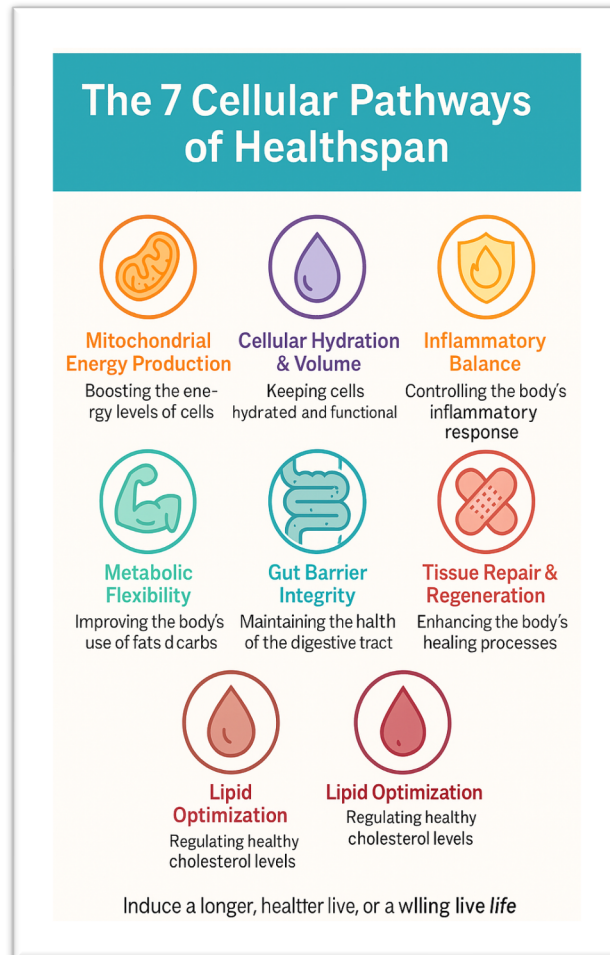 The 7 Cellular Pathways
of Healthspan
Mitochondrial
Energy Production
Boosting the ene-
rgy levels of cells
Cellular Hydration
& Volume
Keeping cells
hydrated and functional
Inflammatory
Balance
Controlling the body's
inflammatory
response
Metabolic
Flexibility
Improving the body's
use of fats d carbs
Gut Barrier
Integrity
Maintaining the halth
of the digestive tract
Tissue Repair &
Regeneration
Enhancing the body's
healing processes
Lipid
Optimization
Regulating healthy
cholesterol levels
Lipid Optimization
Regulating healthy
cholesterol levels
Induce a longer, healtter live, or a wlling live life